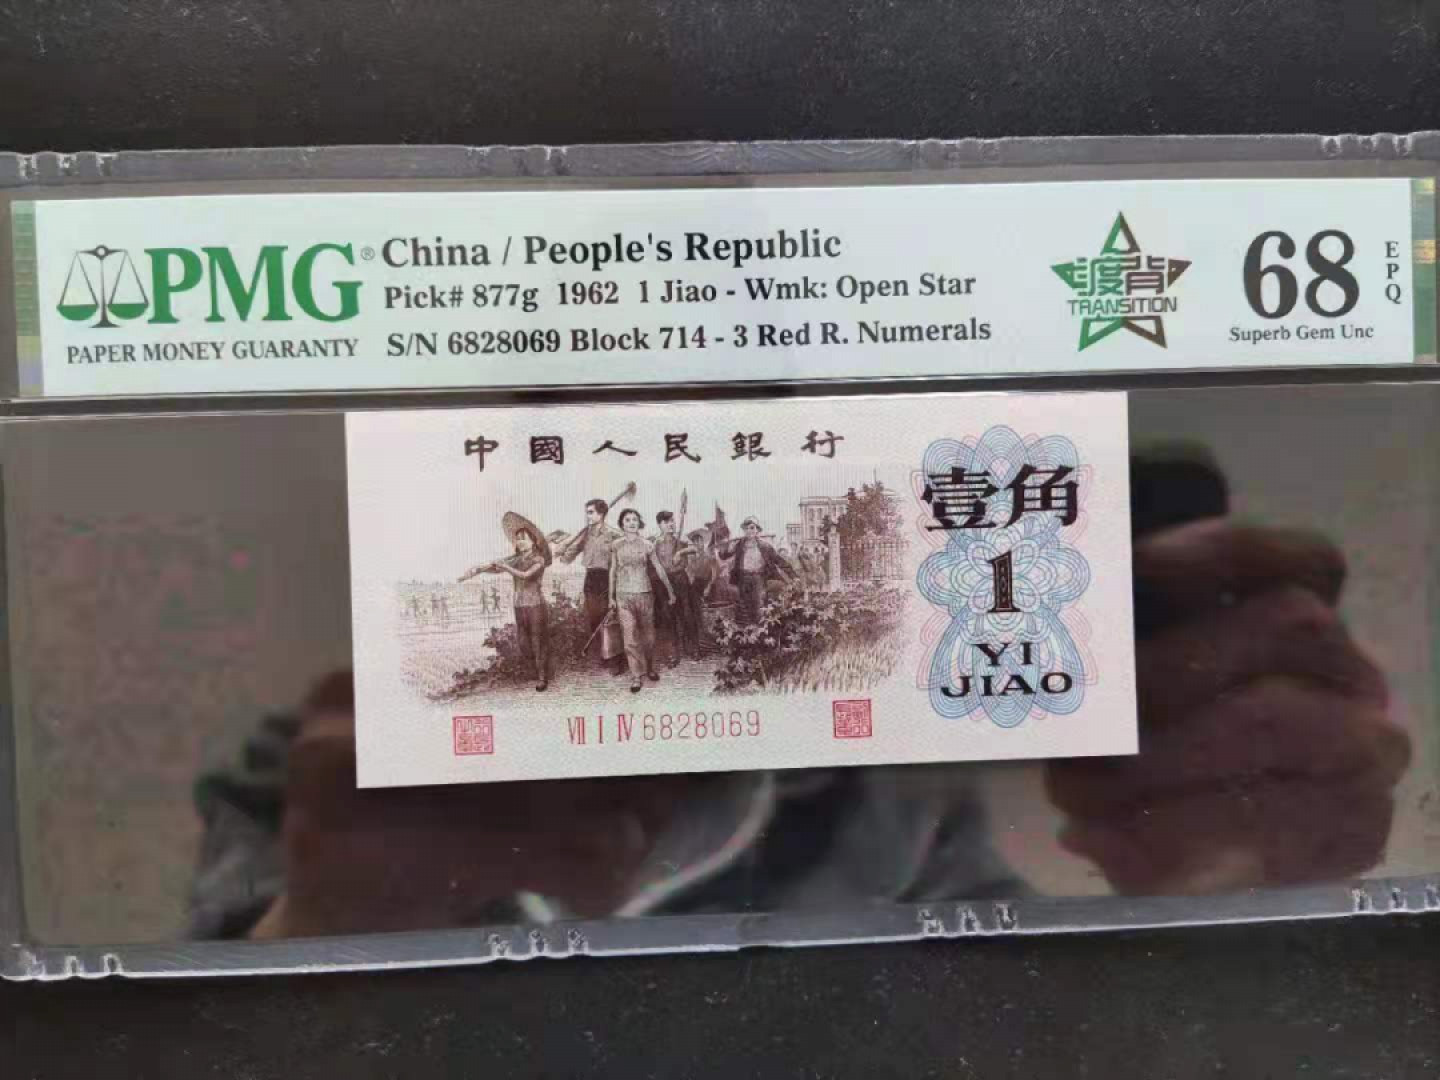 PMG®
PAPER MONEY GUARANTY
China / People's Republic
Pick# 877g 1962 1 Jiao - Wmk: Open Star
S/N 6828069 Block 714 - 3 Red R. Numerals
渡背
TRANSITION
68
EPQ
Superb Gem Unc
中國人民銀行
壹角
1
YI
JIAO
Ⅶ Ⅰ Ⅳ 6828069